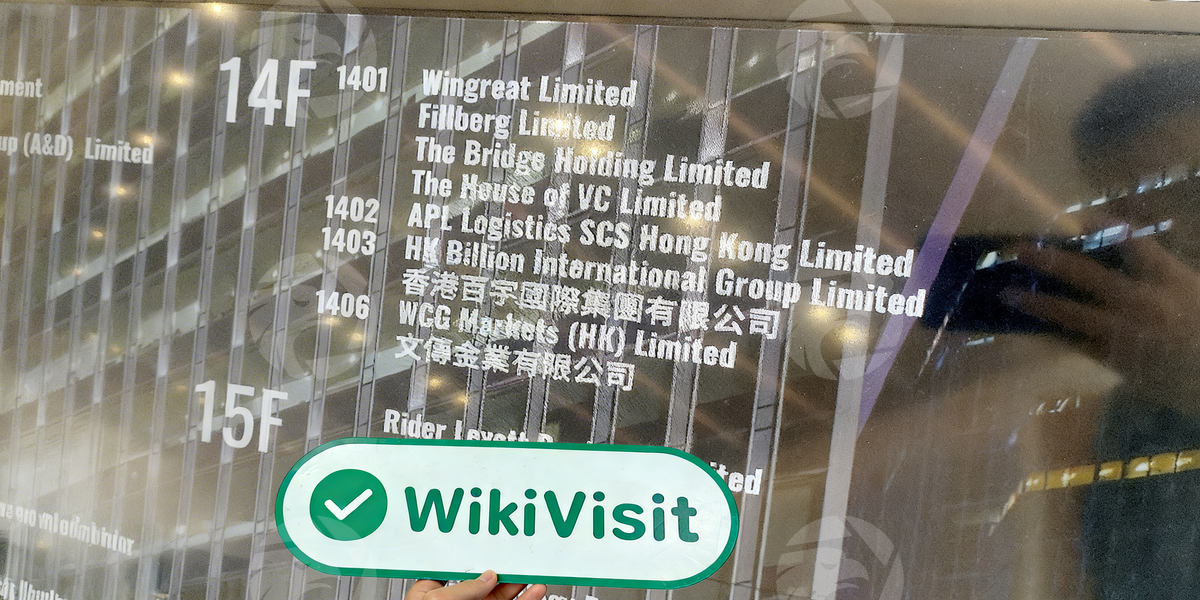 ment
up (A&D) Limited
14F
1401 Wingreat Limited
Fillberg Limited
The Bridge Holding Limited
The House of VC Limited
1402 APL Logistics SCS Hong Kong Limited
1403 HK Billion International Group Limited
香港百宇國際集團有限公司
1406 WCG Markets (HK) Limited
文傳金業有限公司
15F
Rider Levett
ited
WikiVisit